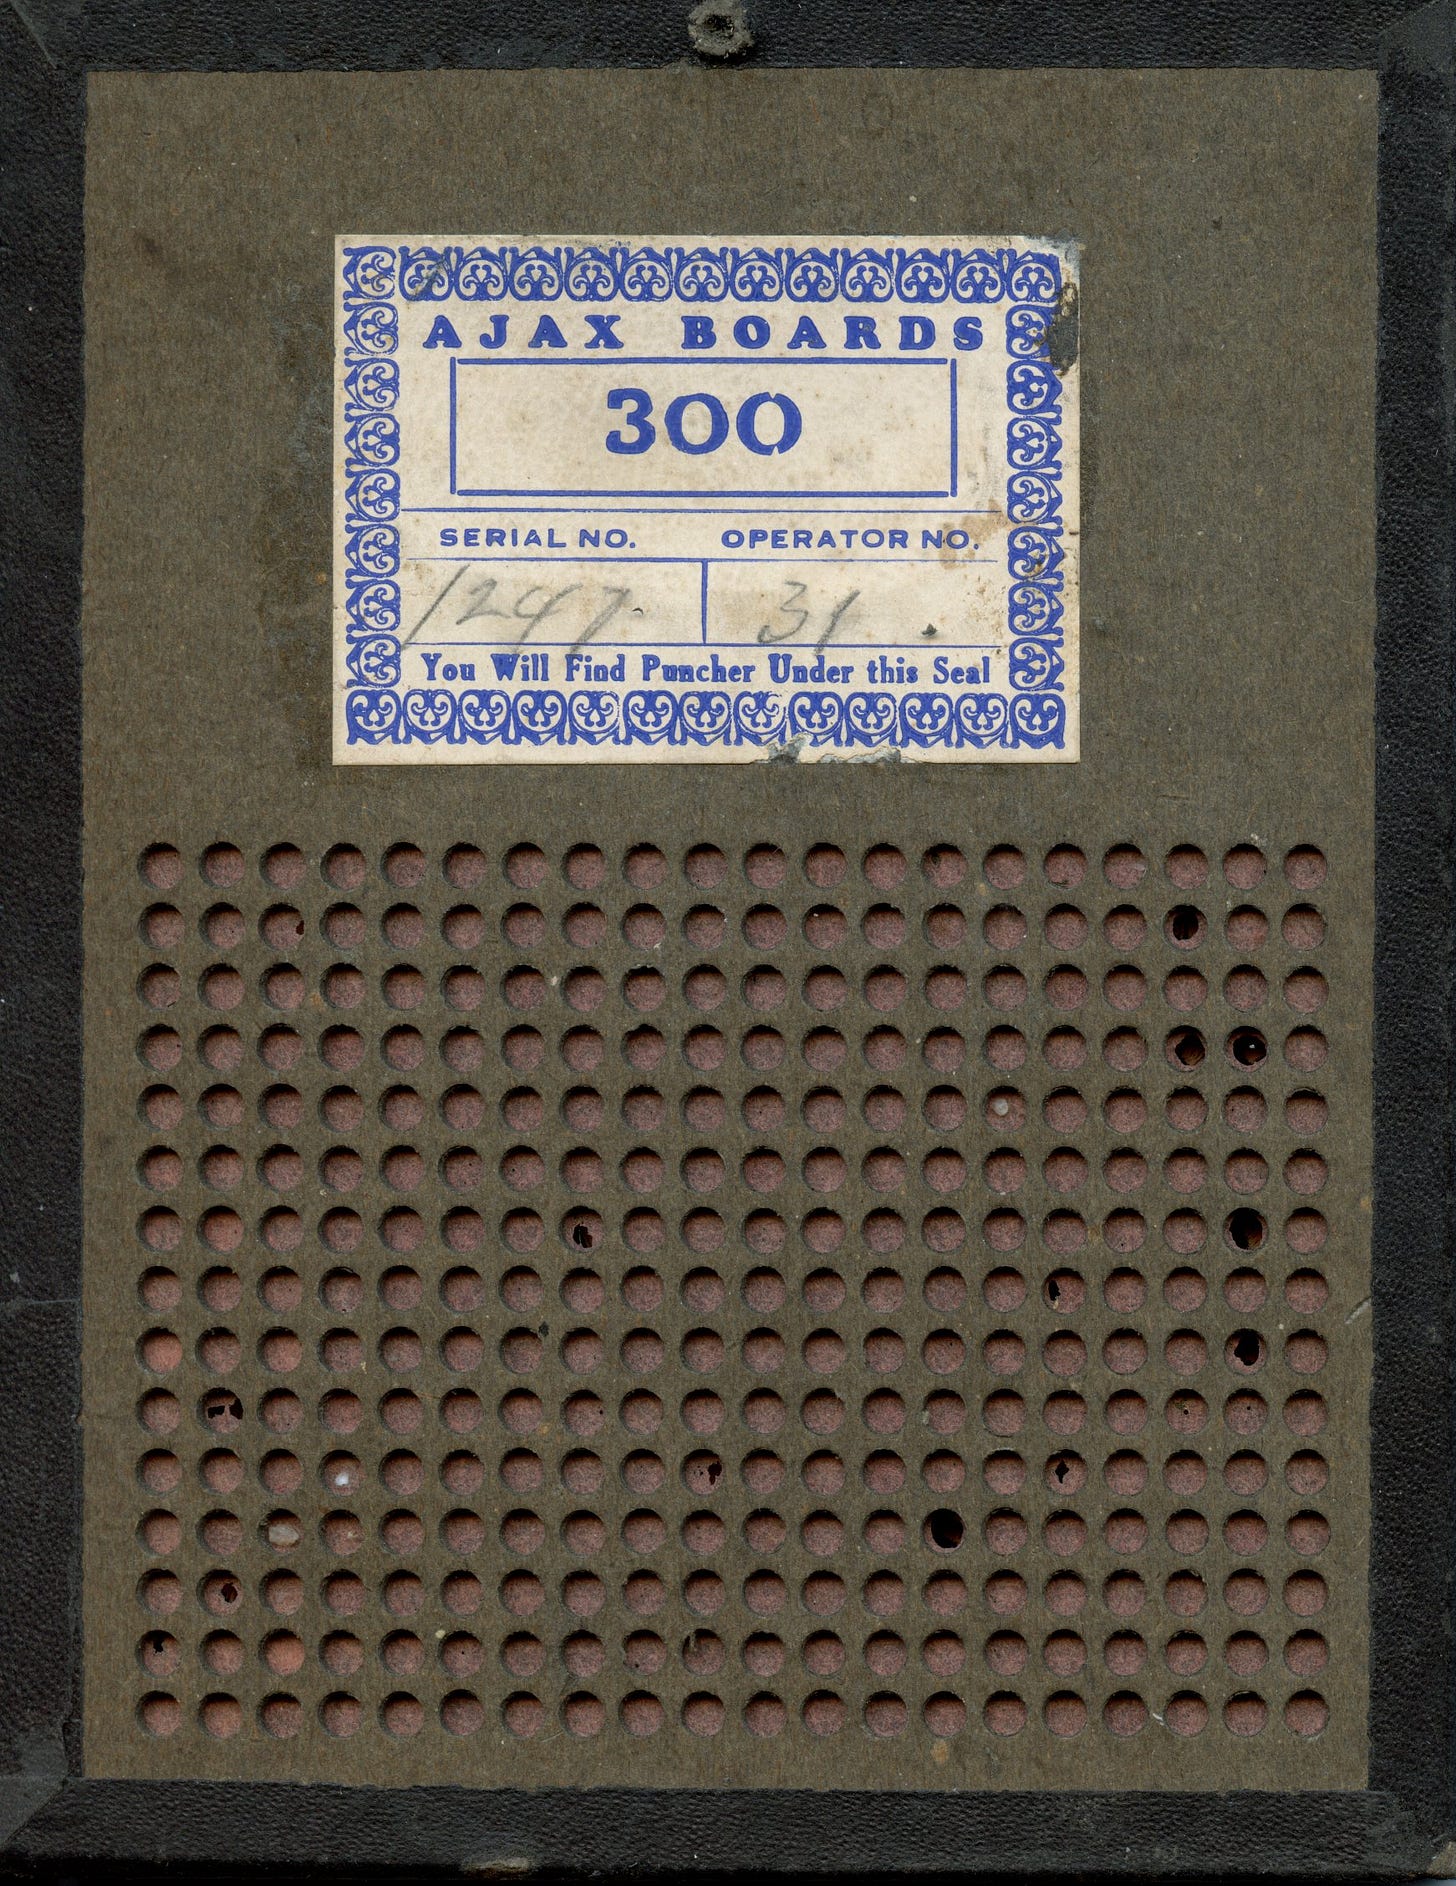 AJAX BOARDS
300
SERIAL NO. OPERATOR NO.
1247 31
You Will Find Puncher Under this Seal